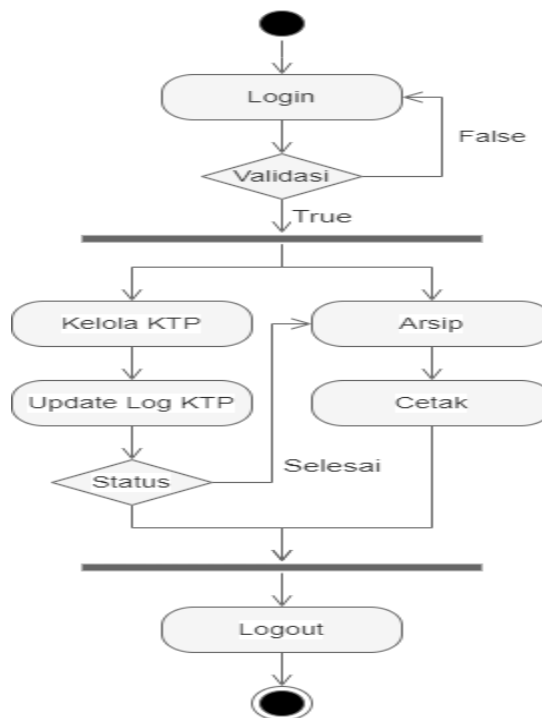 Login
False
Validasi
True
Kelola KTP
Arsip
Update Log KTP
Cetak
Selesai
Status
Logout